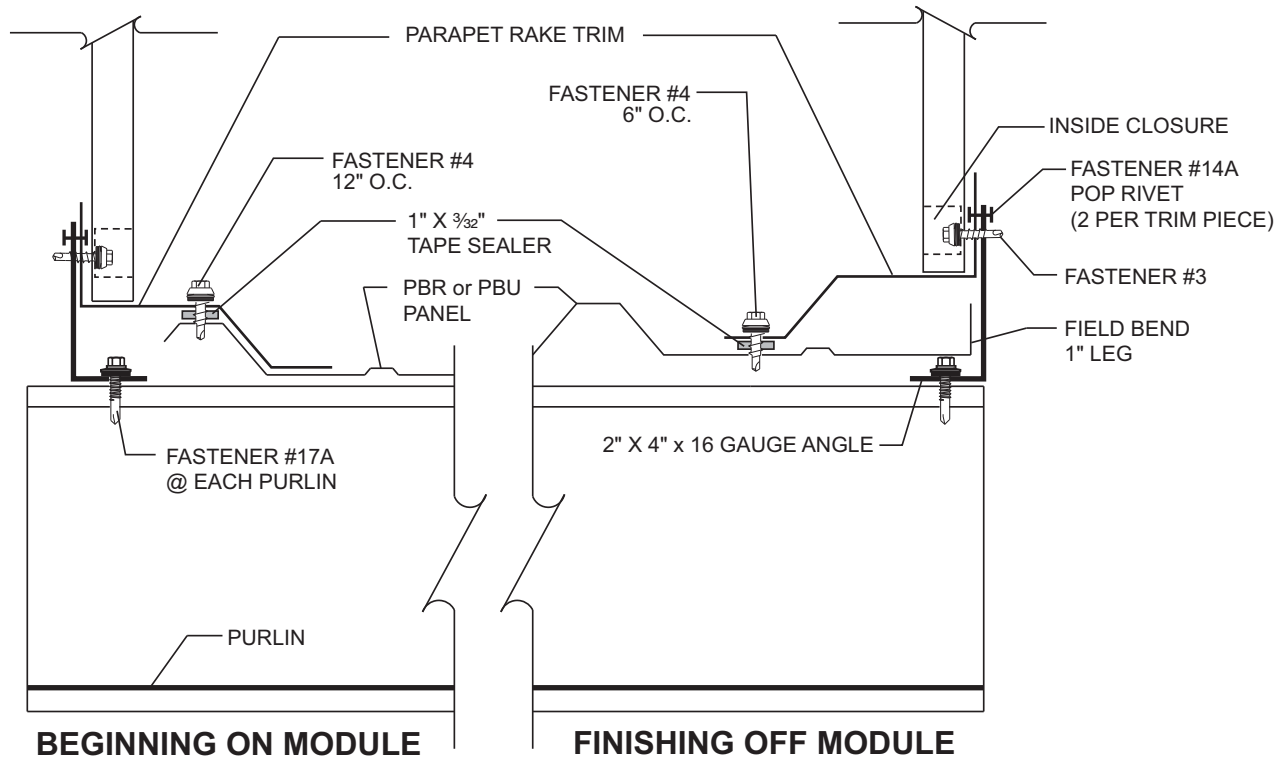 PARAPET RAKE TRIM
FASTENER #4
6" O.C.
INSIDE CLOSURE
FASTENER #4
12" O.C.
FASTENER #14A
POP RIVET
(2 PER TRIM PIECE)
1" X 3⁄32"
TAPE SEALER
FASTENER #3
PBR or PBU
PANEL
FIELD BEND
1" LEG
2" X 4" x 16 GAUGE ANGLE
FASTENER #17A
@ EACH PURLIN
PURLIN
BEGINNING ON MODULE
FINISHING OFF MODULE